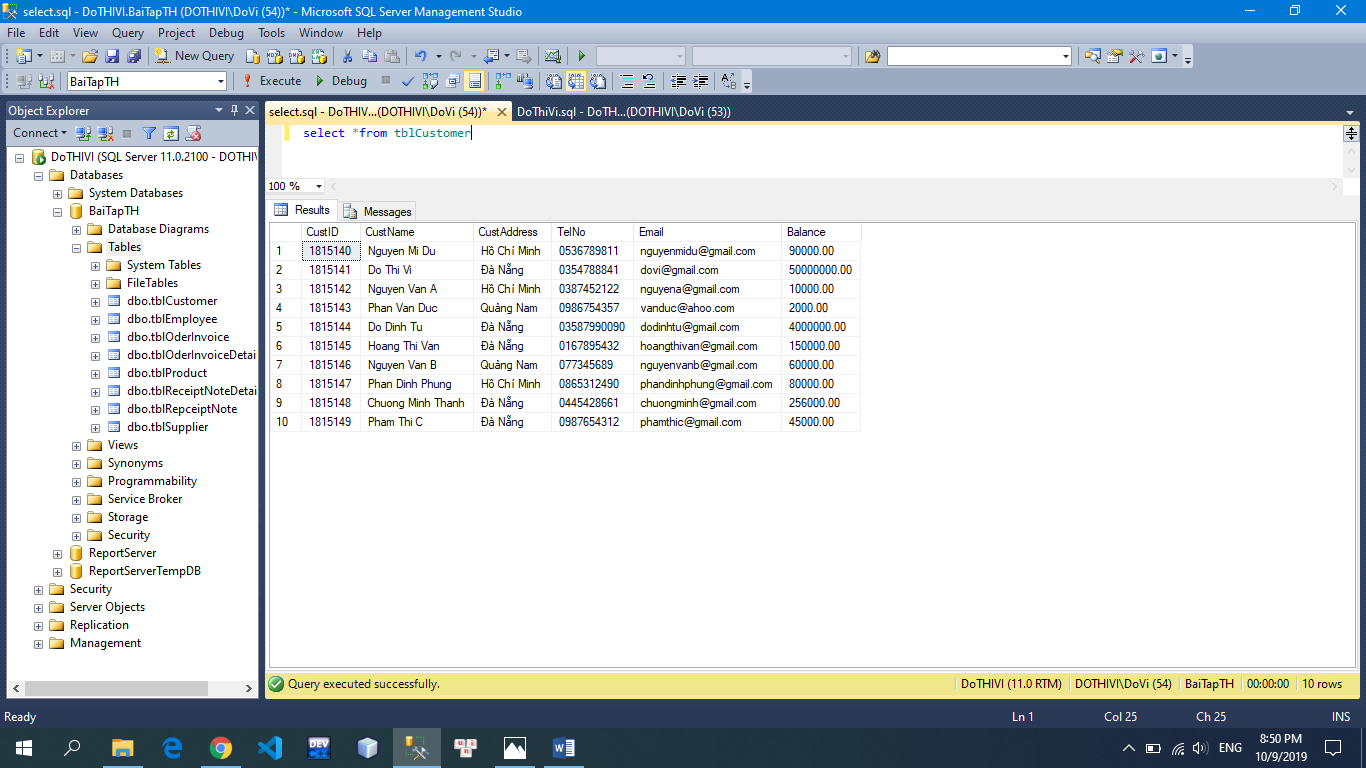 select.sql - DoTHIVI.BaiTapTH (DOTHIVI\DoVi (54))* - Microsoft SQL Server Management Studio
File Edit View Query Project Debug Tools Window Help
New Query
BaiTapTH Execute Debug
Object Explorer
Connect
DoTHIVI (SQL Server 11.0.2100 - DOTHIV
Databases
System Databases
BaiTapTH
Database Diagrams
Tables
System Tables
FileTables
dbo.tblCustomer
dbo.tblEmployee
dbo.tblOderInvoice
dbo.tblOderInvoiceDetai
dbo.tblProduct
dbo.tblReceiptNoteDetai
dbo.tblRepceiptNote
dbo.tblSupplier
Views
Synonyms
Programmability
Service Broker
Storage
Security
ReportServer
ReportServerTempDB
Security
Server Objects
Replication
Management
select.sql - DoTHIV...(DOTHIVI\DoVi (54))* DoThiVi.sql - DoTH...(DOTHIVI\DoVi (53))
select *from tblCustomer
100 %
Results Messages
CustID CustName CustAddress TelNo Email Balance
1 1815140 Nguyen Mi Du Hồ Chí Minh 0536789811 nguyenmidu@gmail.com 90000.00
2 1815141 Do Thi Vi Đà Nẵng 0354788841 dovi@gmail.com 50000000.00
3 1815142 Nguyen Van A Hồ Chí Minh 0387452122 nguyena@gmail.com 10000.00
4 1815143 Phan Van Duc Quảng Nam 0986754357 vanduc@ahoo.com 2000.00
5 1815144 Do Dinh Tu Đà Nẵng 03587990090 dodinhtu@gmail.com 4000000.00
6 1815145 Hoang Thi Van Đà Nẵng 0167895432 hoangthivan@gmail.com 150000.00
7 1815146 Nguyen Van B Quảng Nam 077345689 nguyenvanb@gmail.com 60000.00
8 1815147 Phan Dinh Phung Hồ Chí Minh 0865312490 phandinhphung@gmail.com 80000.00
9 1815148 Chuong Minh Thanh Đà Nẵng 0445428661 chuongminh@gmail.com 256000.00
10 1815149 Pham Thi C Đà Nẵng 0987654312 phamthic@gmail.com 45000.00
Query executed successfully. DoTHIVI (11.0 RTM) DOTHIVI\DoVi (54) BaiTapTH 00:00:00 10 rows
Ready Ln 1 Col 25 Ch 25 INS
ENG 8:50 PM
10/9/2019